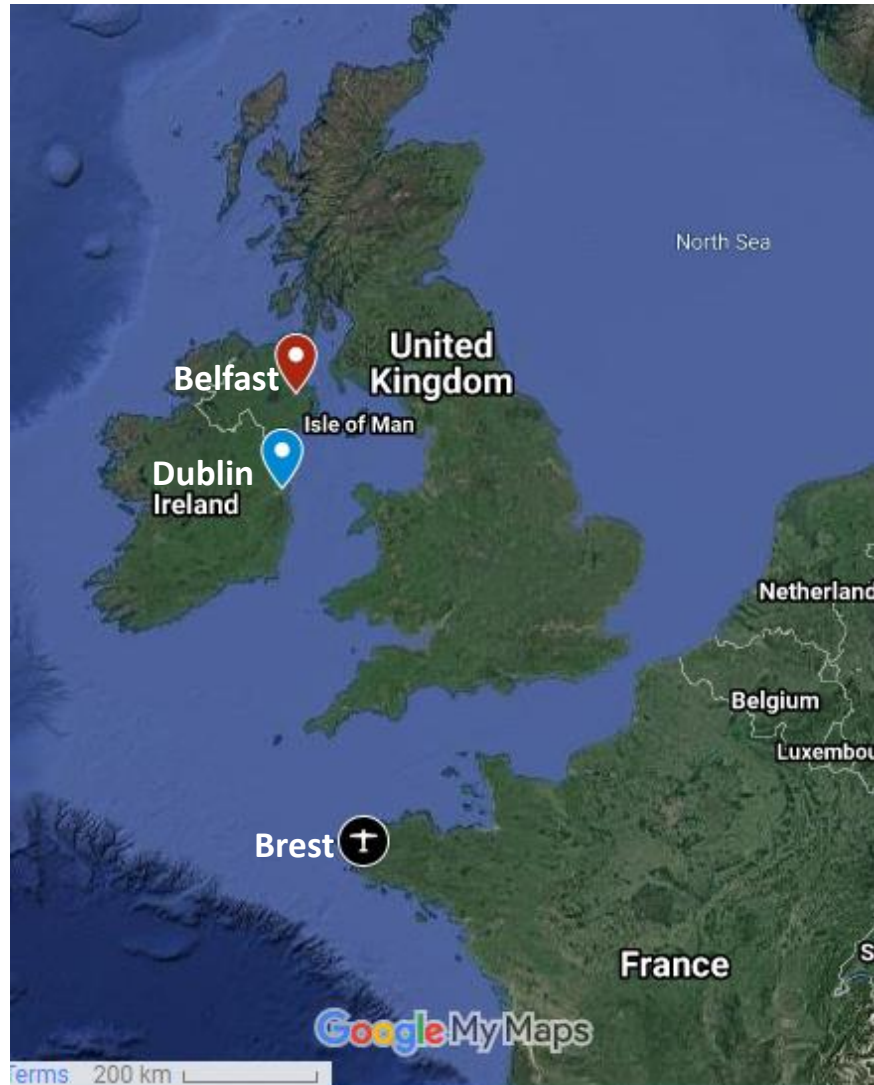 North Sea
United
Kingdom
Belfast
Isle of Man
Dublin
Ireland
Netherland
Belgium
Luxembou
Brest
France
S
Google My Maps
Terms 200 km